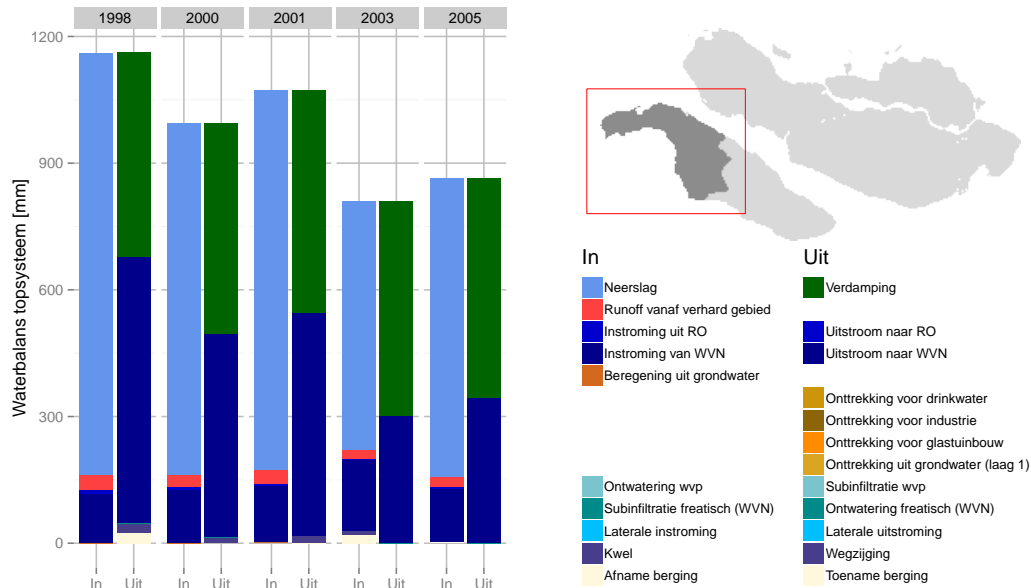 1998 2000 2001 2003 2005
Waterbalans topsysteem [mm]
1200
900
600
300
0
In Uit In Uit In Uit In Uit In Uit
In
Neerslag
Runoff vanaf verhard gebied
Instroming uit RO
Instroming van WVN
Beregening uit grondwater
Ontwatering wvp
Subinfiltratie freatisch (WVN)
Laterale instroming
Kwel
Afname berging
Uit
Verdamping
Uitstroom naar RO
Uitstroom naar WVN
Onttrekking voor drinkwater
Onttrekking voor industrie
Onttrekking voor glastuinbouw
Onttrekking uit grondwater (laag 1)
Subinfiltratie wvp
Ontwatering freatisch (WVN)
Laterale uitstroming
Wegzijging
Toename berging